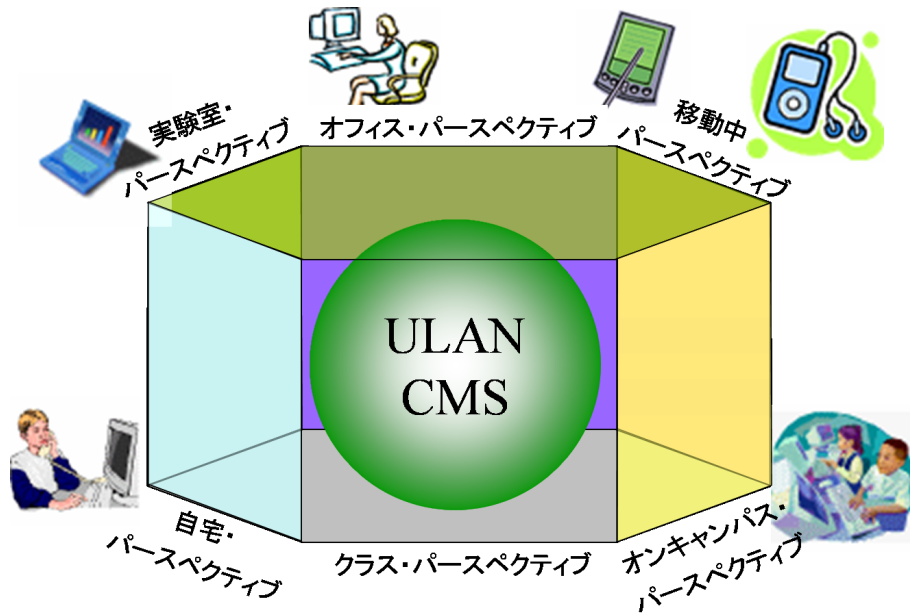 実験室・
パースペクティブ
オフィス・パースペクティブ
移動中
パースペクティブ
ULAN
CMS
自宅・
パースペクティブ
クラス・パースペクティブ
オンキャンパス・
パースペクティブ